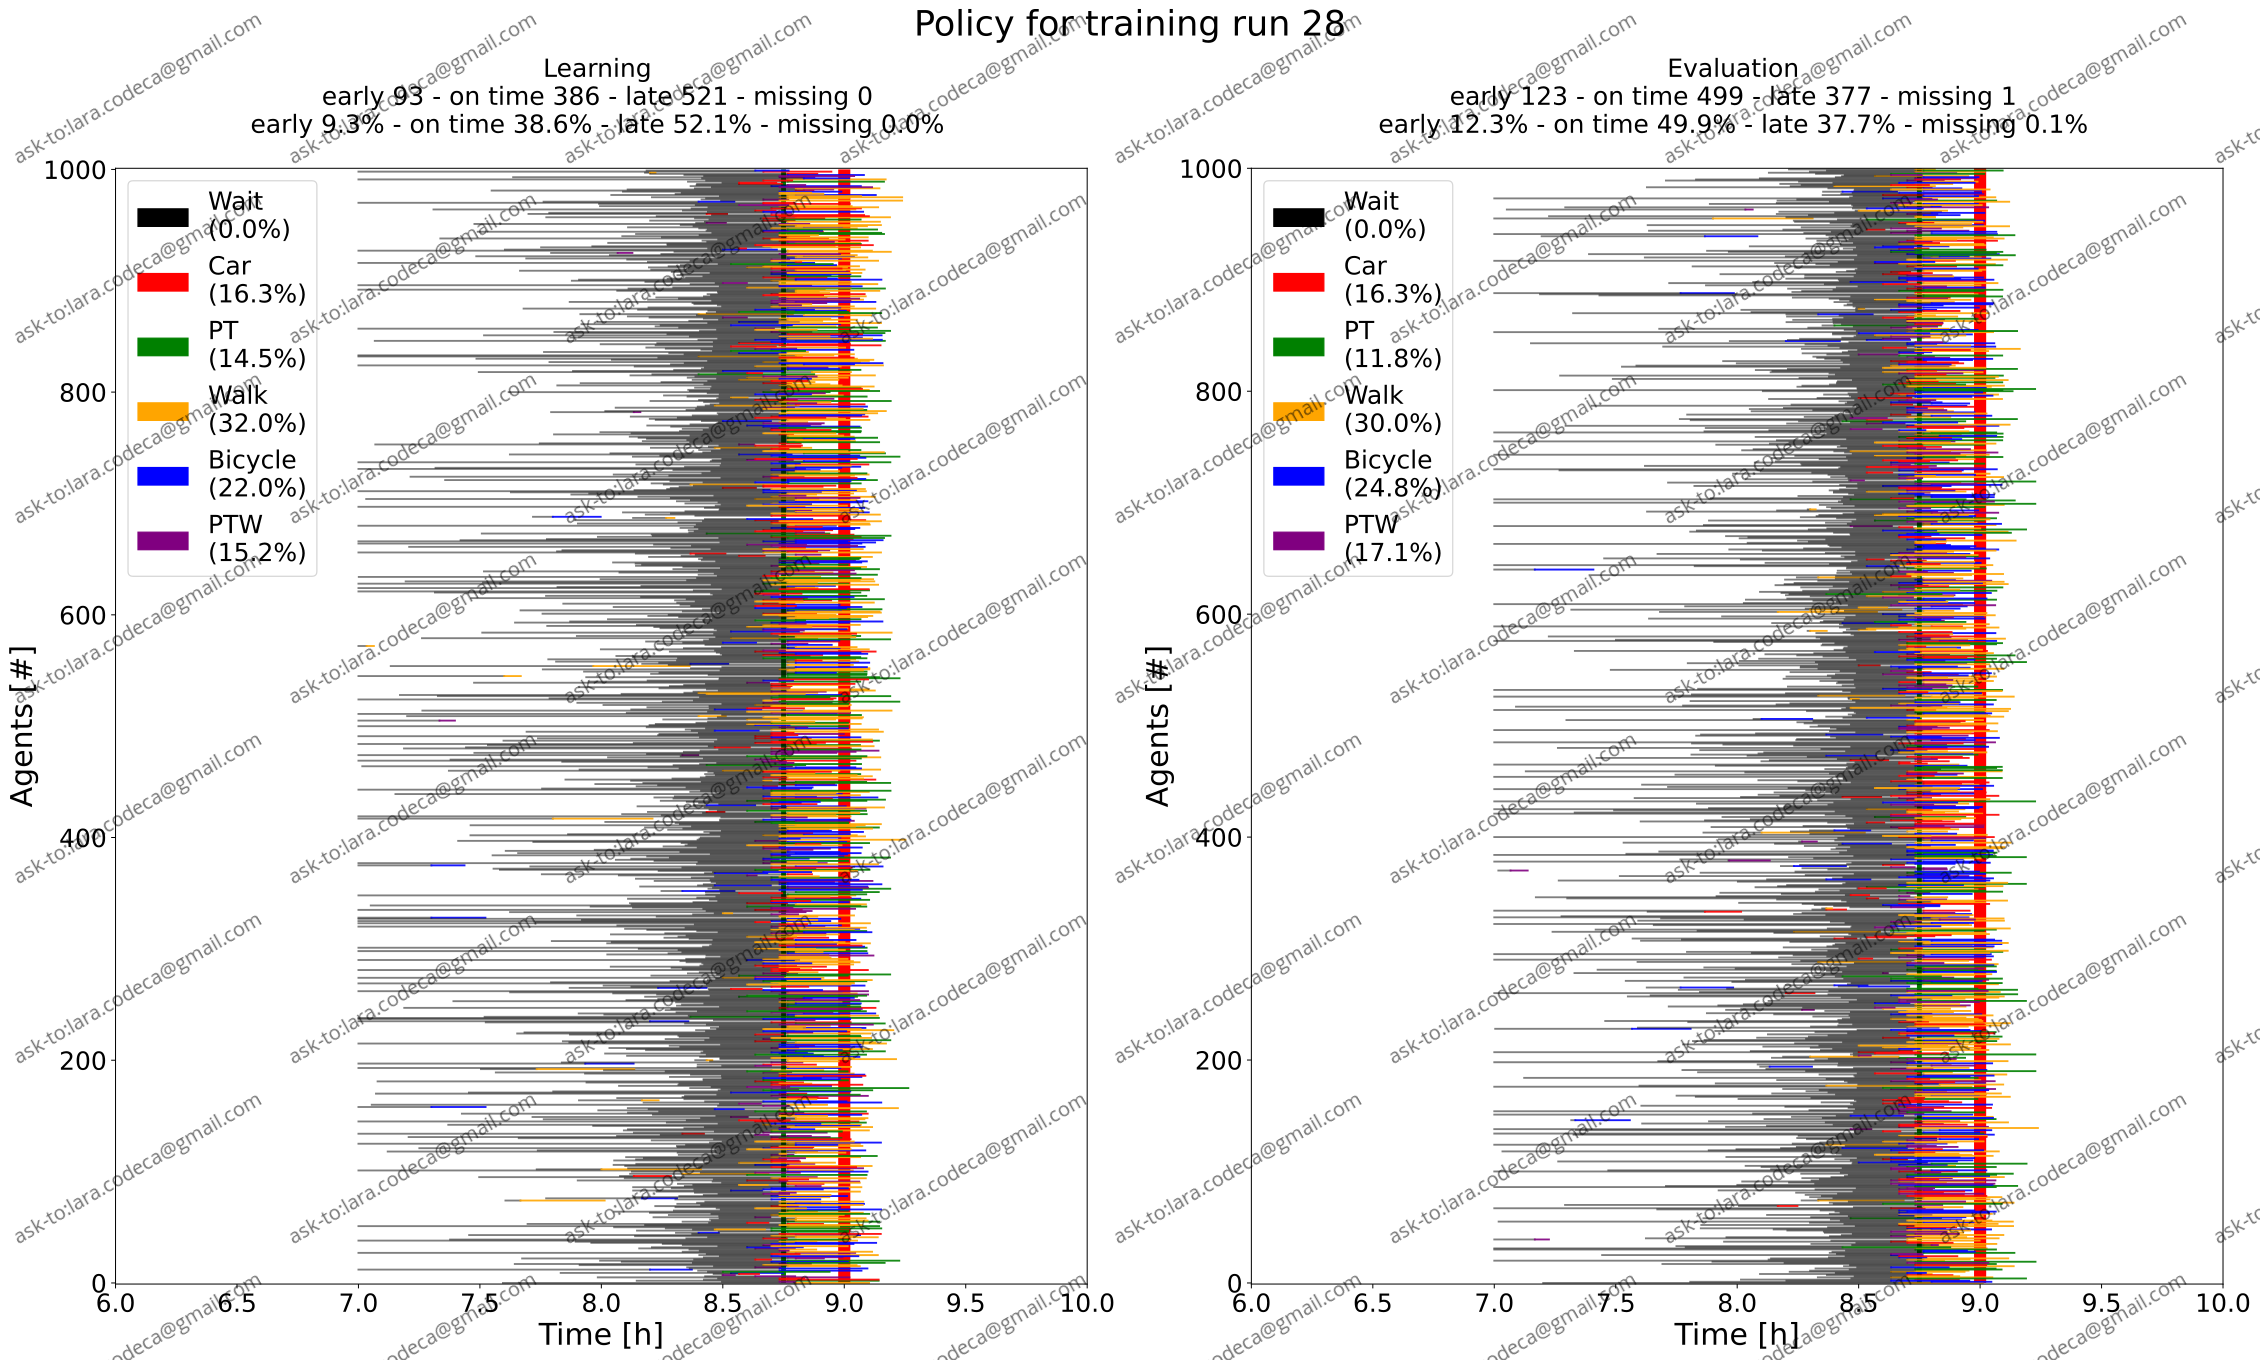 Policy for training run 28
Learning
early 93 - on time 386 - late 521 - missing 0
early 9.3% - on time 38.6% - late 52.1% - missing 0.0%
1000
800
600
400
200
0
Agents [#]
Wait
(0.0%)
Car
(16.3%)
PT
(14.5%)
Walk
(32.0%)
Bicycle
(22.0%)
PTW
(15.2%)
6.0 6.5 7.0 7.5 8.0 8.5 9.0 9.5 10.0
Time [h]
Evaluation
early 123 - on time 499 - late 377 - missing 1
early 12.3% - on time 49.9% - late 37.7% - missing 0.1%
1000
800
600
400
200
0
Agents [#]
Wait
(0.0%)
Car
(16.3%)
PT
(11.8%)
Walk
(30.0%)
Bicycle
(24.8%)
PTW
(17.1%)
6.0 6.5 7.0 7.5 8.0 8.5 9.0 9.5 10.0
Time [h]
ask-to:lara.codeca@gmail.com